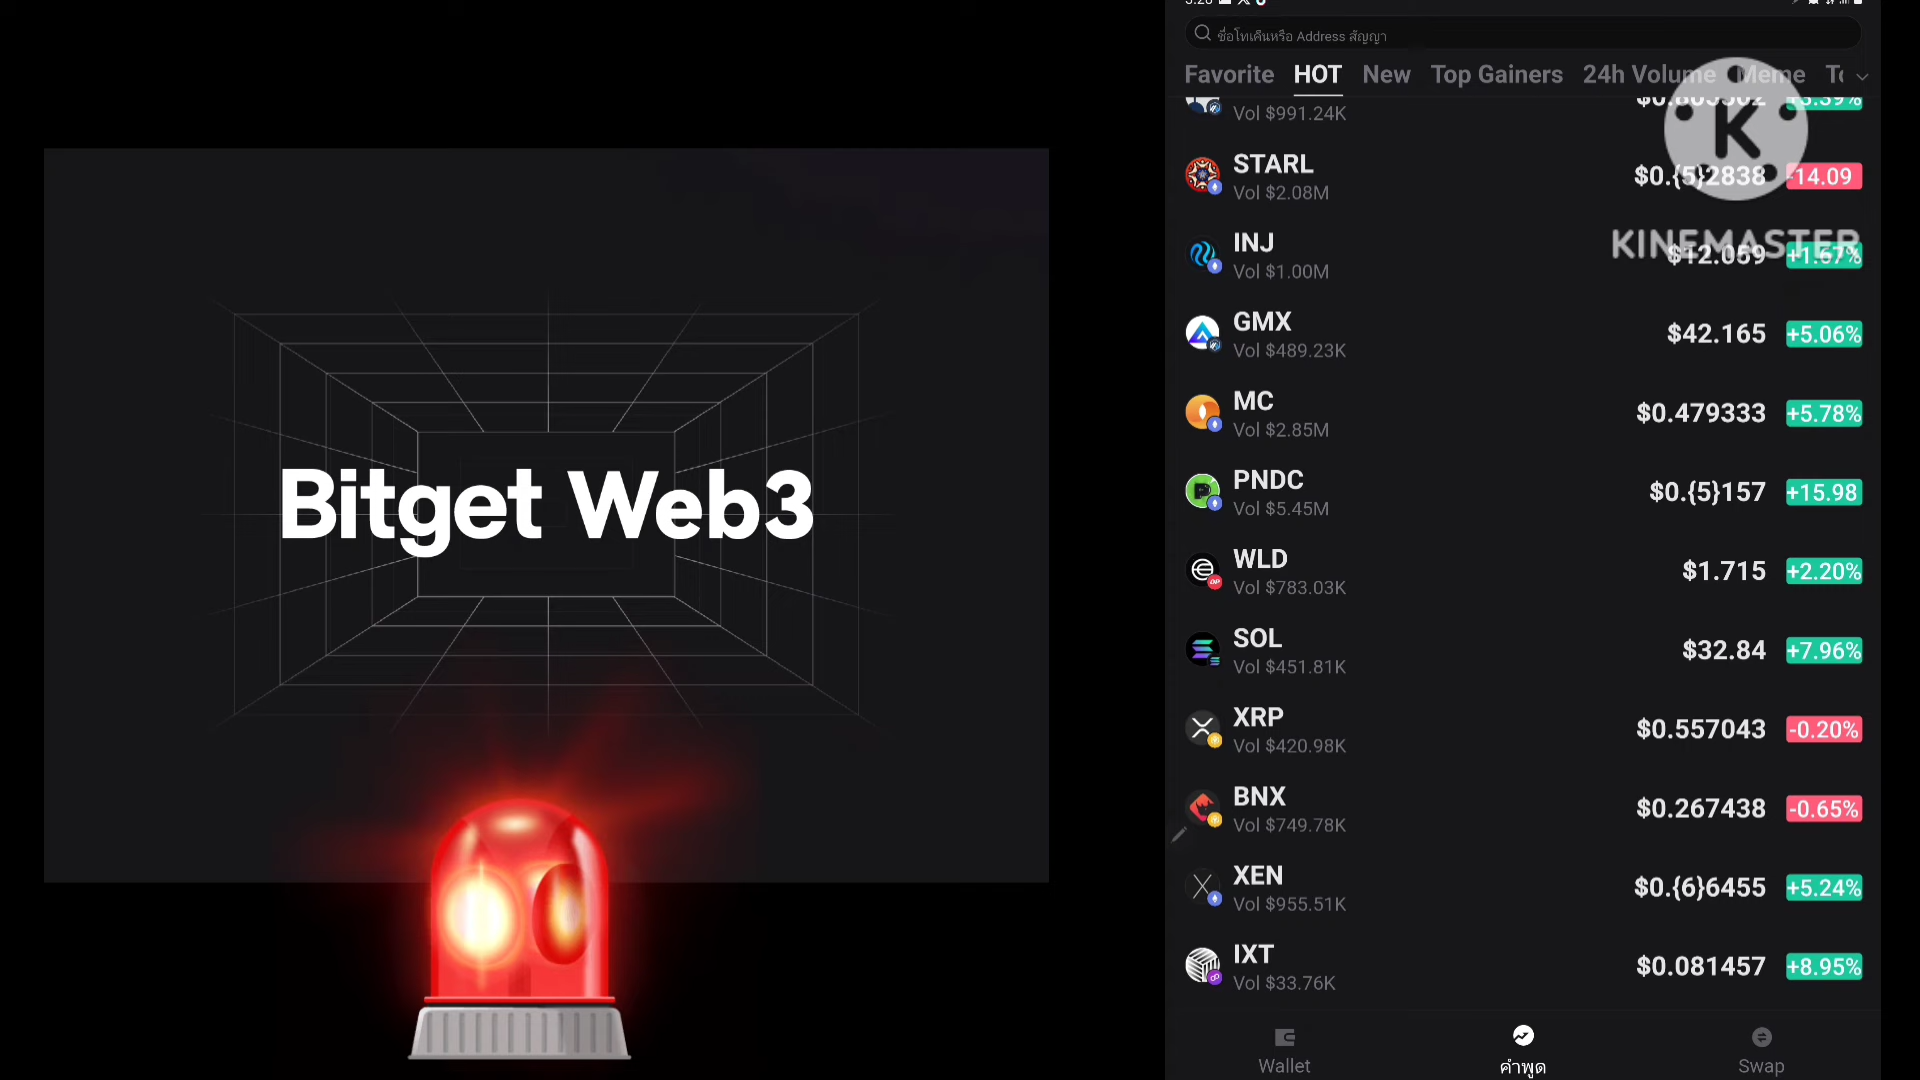 Bitget Web3
ชื่อโทเค็นหรือ Address สัญญา
Favorite HOT New Top Gainers 24h Volume Meme
Vol $991.24K
STARL
Vol $2.08M
$0.{5}2838 -14.09
INJ
Vol $1.00M
$12.059 +1.67%
GMX
Vol $489.23K
$42.165 +5.06%
MC
Vol $2.85M
$0.479333 +5.78%
PNDC
Vol $5.45M
$0.{5}157 +15.98
WLD
Vol $783.03K
$1.715 +2.20%
SOL
Vol $451.81K
$32.84 +7.96%
XRP
Vol $420.98K
$0.557043 -0.20%
BNX
Vol $749.78K
$0.267438 -0.65%
XEN
Vol $955.51K
$0.{6}6455 +5.24%
IXT
Vol $33.76K
$0.081457 +8.95%
Wallet คำพูด Swap
K
KINEMASTER